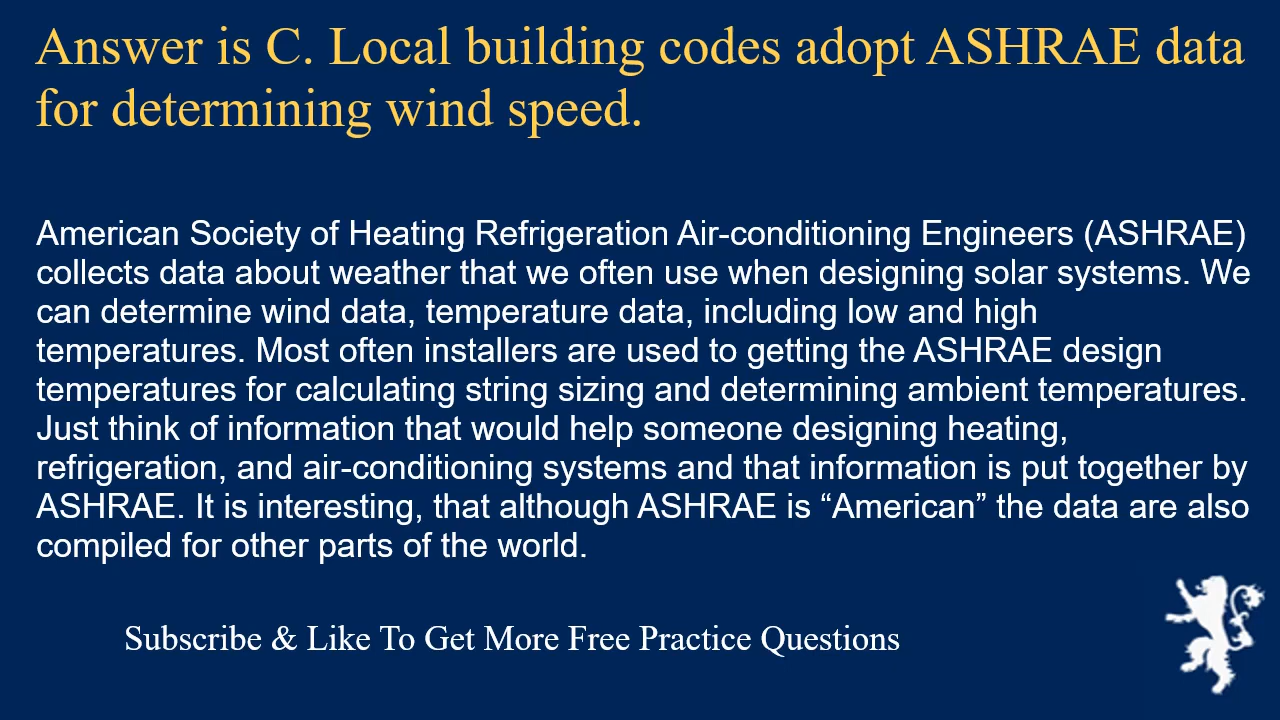 Answer is C. Local building codes adopt ASHRAE data
for determining wind speed.
American Society of Heating Refrigeration Air-conditioning Engineers (ASHRAE)
collects data about weather that we often use when designing solar systems. We
can determine wind data, temperature data, including low and high
temperatures. Most often installers are used to getting the ASHRAE design
temperatures for calculating string sizing and determining ambient temperatures.
Just think of information that would help someone designing heating,
refrigeration, and air-conditioning systems and that information is put together by
ASHRAE. It is interesting, that although ASHRAE is “American” the data are also
compiled for other parts of the world.
Subscribe & Like To Get More Free Practice Questions